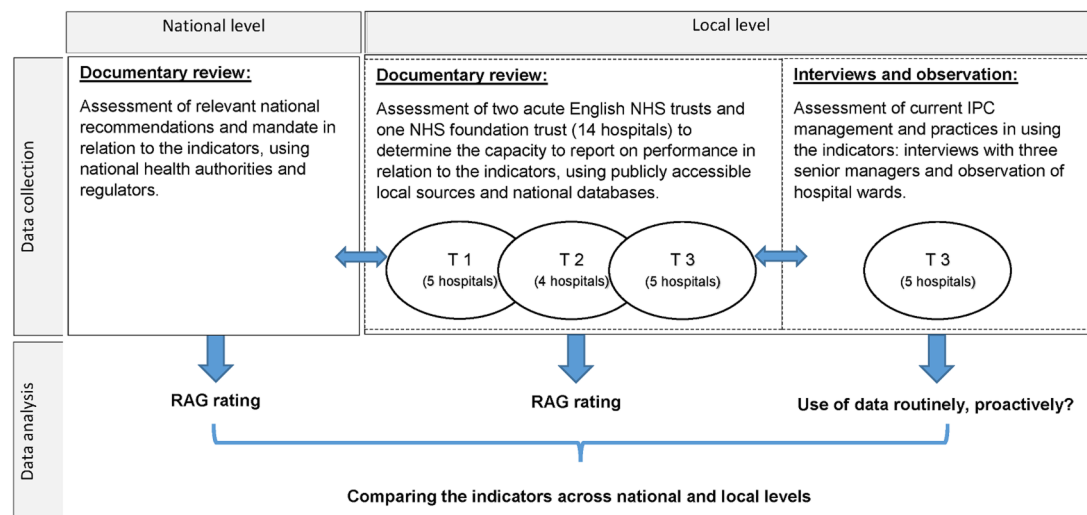 National level
Local level
Data collection
Documentary review:
Assessment of relevant national
recommendations and mandate in
relation to the indicators, using
national health authorities and
regulators.
Documentary review:
Assessment of two acute English NHS trusts and
one NHS foundation trust (14 hospitals) to
determine the capacity to report on performance in
relation to the indicators, using publicly accessible
local sources and national databases.
T 1
(5 hospitals)
T 2
(4 hospitals)
T 3
(5 hospitals)
Interviews and observation:
Assessment of current IPC
management and practices in using
the indicators: interviews with three
senior managers and observation of
hospital wards.
T 3
(5 hospitals)
Data analysis
RAG rating
RAG rating
Use of data routinely, proactively?
Comparing the indicators across national and local levels